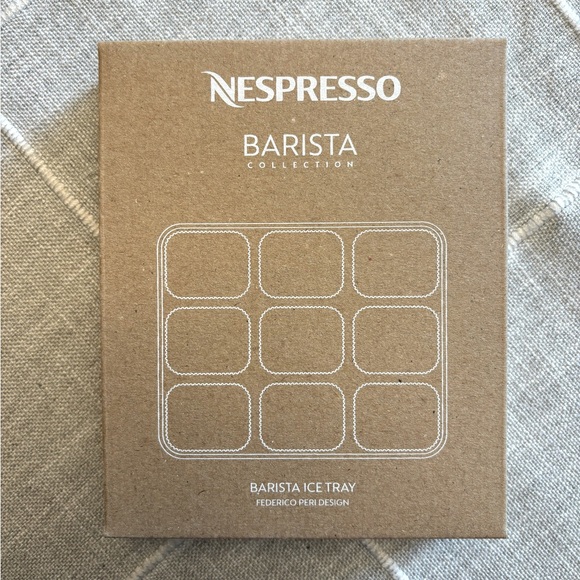 NESPRESSO
BARISTA
COLLECTION
BARISTA ICE TRAY
FEDERICO PERI DESIGN